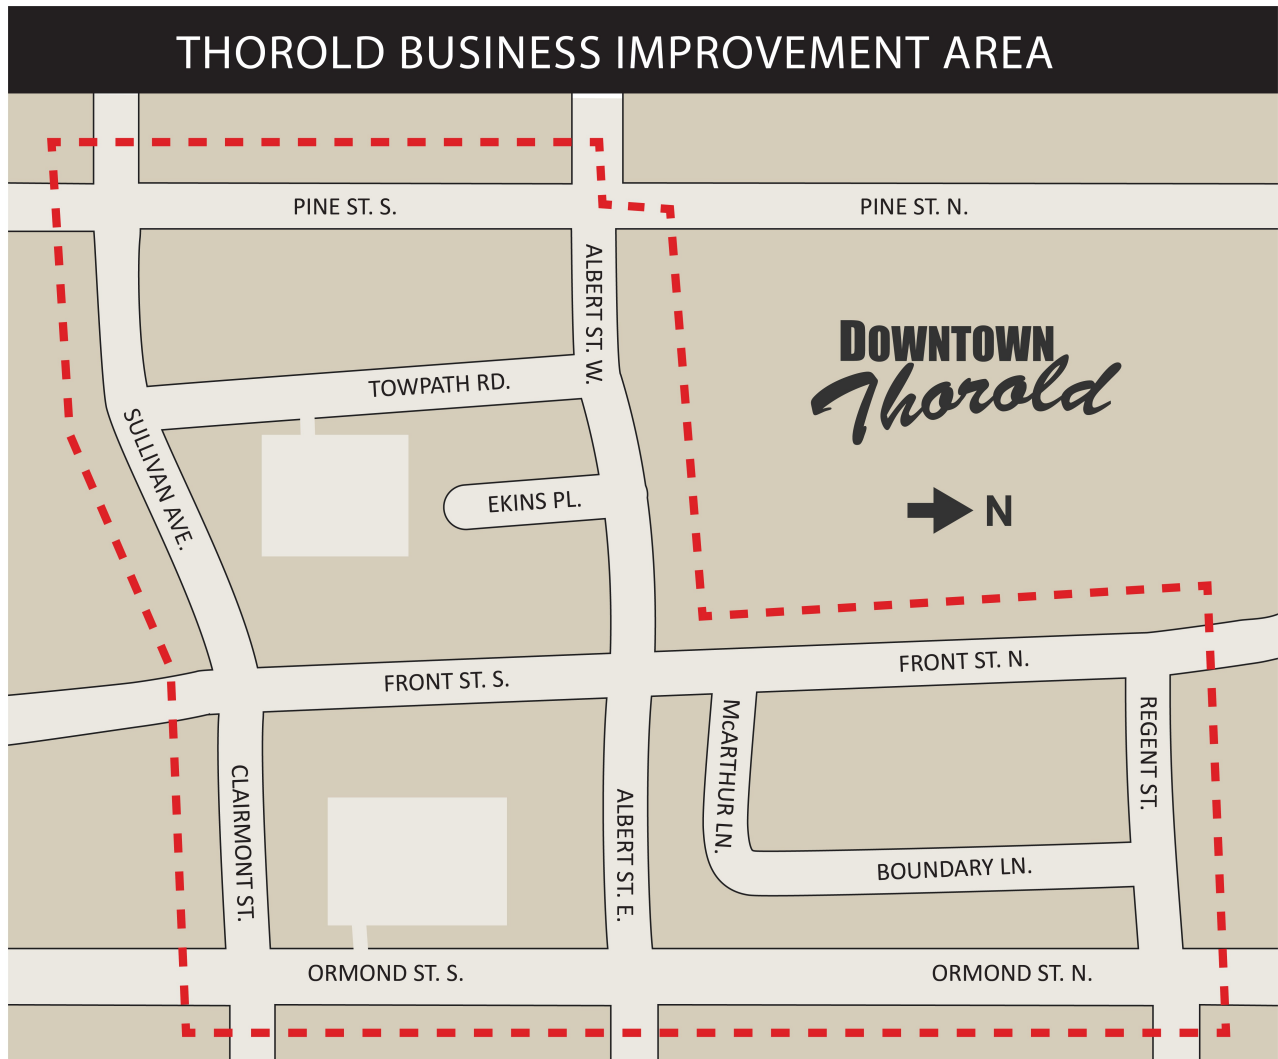 THOROLD BUSINESS IMPROVEMENT AREA
PINE ST. S.
PINE ST. N.
ALBERT ST. W.
DOWNTOWN
Thorold
TOWPATH RD.
SULLIVAN AVE.
EKINS PL.
N
FRONT ST. S.
FRONT ST. N.
McARTHUR LN.
REGENT ST.
CLAIRMONT ST.
ALBERT ST. E.
BOUNDARY LN.
ORMOND ST. S.
ORMOND ST. N.